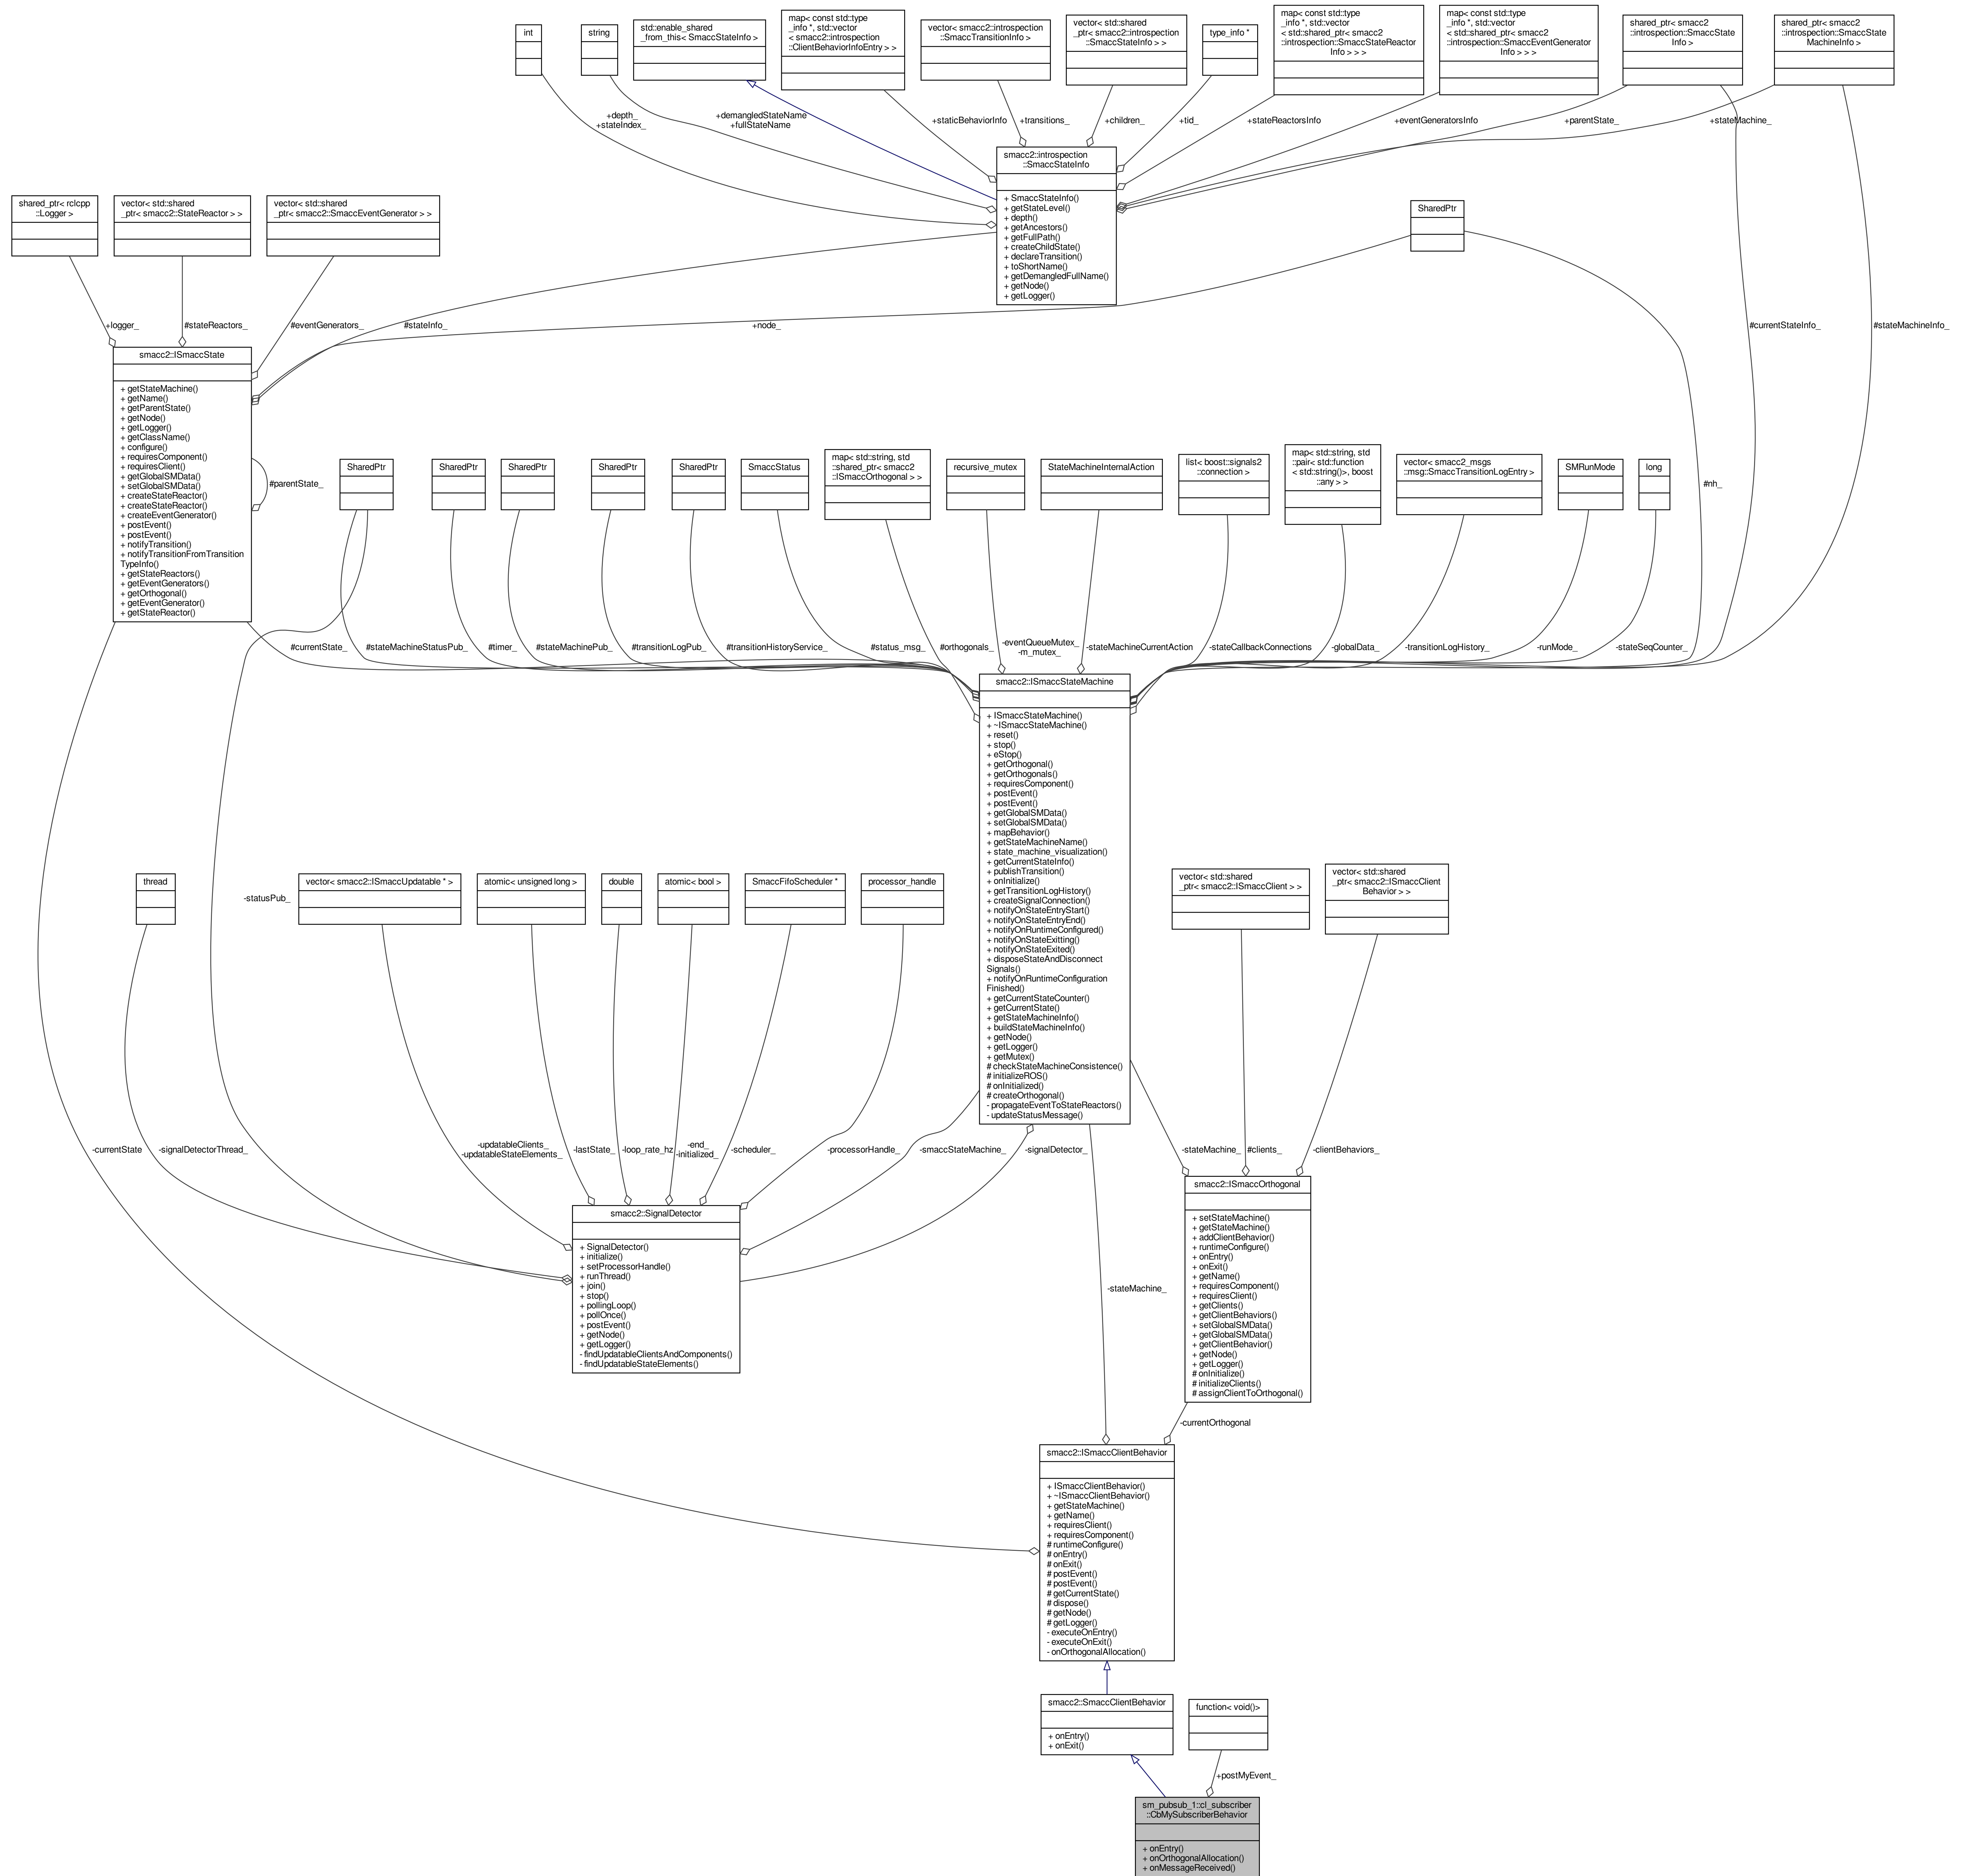 int
string
std::enable_shared
_from_this< SmaccStateInfo >
map< const std::type
_info *, std::vector
< smacc2::introspection
::ClientBehaviorInfoEntry > >
vector< smacc2::introspection
::SmaccTransitionInfo >
vector< std::shared
_ptr< smacc2::introspection
::SmaccStateInfo > >
type_info *
map< const std::type
_info *, std::vector
< std::shared_ptr< smacc2
::introspection::SmaccStateReactor
Info > > >
map< const std::type
_info *, std::vector
< std::shared_ptr< smacc2
::introspection::SmaccEventGenerator
Info > > >
shared_ptr< smacc2
::introspection::SmaccState
Info >
shared_ptr< smacc2
::introspection::SmaccState
MachineInfo >
+depth_
+stateIndex_
+demangledStateName
+fullStateName
+staticBehaviorInfo
+transitions_
+children_
+tid_
+stateReactorsInfo
+eventGeneratorsInfo
+parentState_
+stateMachine_
smacc2::introspection
::SmaccStateInfo
+ SmaccStateInfo()
+ getStateLevel()
+ depth()
+ getAncestors()
+ getFullPath()
+ createChildState()
+ declareTransition()
+ toShortName()
+ getDemangledFullName()
+ getNode()
+ getLogger()
shared_ptr< rclcpp
::Logger >
vector< std::shared
_ptr< smacc2::StateReactor > >
vector< std::shared
_ptr< smacc2::SmaccEventGenerator > >
SharedPtr
+logger_
#stateReactors_
#eventGenerators_
#stateInfo_
+node_
#currentStateInfo_
#stateMachineInfo_
smacc2::ISmaccState
+ getStateMachine()
+ getName()
+ getParentState()
+ getNode()
+ getLogger()
+ getClassName()
+ configure()
+ requiresComponent()
+ requiresClient()
+ getGlobalSMData()
+ setGlobalSMData()
+ createStateReactor()
+ createStateReactor()
+ createEventGenerator()
+ postEvent()
+ postEvent()
+ notifyTransition()
+ notifyTransitionFromTransition
TypeInfo()
+ getStateReactors()
+ getEventGenerators()
+ getOrthogonal()
+ getEventGenerator()
+ getStateReactor()
#parentState_
SharedPtr
SharedPtr
SharedPtr
SharedPtr
SharedPtr
SmaccStatus
map< std::string, std
::shared_ptr< smacc2
::ISmaccOrthogonal > >
recursive_mutex
StateMachineInternalAction
list< boost::signals2
::connection >
map< std::string, std
::pair< std::function
< std::string()>, boost
::any > >
vector< smacc2_msgs
::msg::SmaccTransitionLogEntry >
SMRunMode
long
#nh_
#currentState_
#stateMachineStatusPub_
#timer_
#stateMachinePub_
#transitionLogPub_
#transitionHistoryService_
#status_msg_
#orthogonals_
-eventQueueMutex_
-m_mutex_
-stateMachineCurrentAction
-stateCallbackConnections
-globalData_
-transitionLogHistory_
-runMode_
-stateSeqCounter_
smacc2::ISmaccStateMachine
+ ISmaccStateMachine()
+ ~ISmaccStateMachine()
+ reset()
+ stop()
+ eStop()
+ getOrthogonal()
+ getOrthogonals()
+ requiresComponent()
+ postEvent()
+ postEvent()
+ getGlobalSMData()
+ setGlobalSMData()
+ mapBehavior()
+ getStateMachineName()
+ state_machine_visualization()
+ getCurrentStateInfo()
+ publishTransition()
+ onInitialize()
+ getTransitionLogHistory()
+ createSignalConnection()
+ notifyOnStateEntryStart()
+ notifyOnStateEntryEnd()
+ notifyOnRuntimeConfigured()
+ notifyOnStateExitting()
+ notifyOnStateExited()
+ disposeStateAndDisconnect
Signals()
+ notifyOnRuntimeConfiguration
Finished()
+ getCurrentStateCounter()
+ getCurrentState()
+ getStateMachineInfo()
+ buildStateMachineInfo()
+ getNode()
+ getLogger()
+ getMutex()
# checkStateMachineConsistence()
# initializeROS()
# onInitialized()
# createOrthogonal()
- propagateEventToStateReactors()
- updateStatusMessage()
thread
-statusPub_
vector< smacc2::ISmaccUpdatable * >
atomic< unsigned long >
double
atomic< bool >
SmaccFifoScheduler *
processor_handle
vector< std::shared
_ptr< smacc2::ISmaccClient > >
vector< std::shared
_ptr< smacc2::ISmaccClient
Behavior > >
-currentState
-signalDetectorThread_
-updatableClients_
-updatableStateElements_
-lastState_
-loop_rate_hz
-end_
-initialized_
-scheduler_
-processorHandle_
-smaccStateMachine_
-signalDetector_
-stateMachine_
#clients_
-clientBehaviors_
smacc2::SignalDetector
+ SignalDetector()
+ initialize()
+ setProcessorHandle()
+ runThread()
+ join()
+ stop()
+ pollingLoop()
+ pollOnce()
+ postEvent()
+ getNode()
+ getLogger()
- findUpdatableClientsAndComponents()
- findUpdatableStateElements()
smacc2::ISmaccOrthogonal
+ setStateMachine()
+ getStateMachine()
+ addClientBehavior()
+ runtimeConfigure()
+ onEntry()
+ onExit()
+ getName()
+ requiresComponent()
+ requiresClient()
+ getClients()
+ getClientBehaviors()
+ setGlobalSMData()
+ getGlobalSMData()
+ getClientBehavior()
+ getNode()
+ getLogger()
# onInitialize()
# initializeClients()
# assignClientToOrthogonal()
-stateMachine_
-currentOrthogonal
smacc2::ISmaccClientBehavior
+ ISmaccClientBehavior()
+ ~ISmaccClientBehavior()
+ getStateMachine()
+ getName()
+ requiresClient()
+ requiresComponent()
# runtimeConfigure()
# onEntry()
# onExit()
# postEvent()
# postEvent()
# getCurrentState()
# dispose()
# getNode()
# getLogger()
- executeOnEntry()
- executeOnExit()
- onOrthogonalAllocation()
smacc2::SmaccClientBehavior
+ onEntry()
+ onExit()
function< void()>
+postMyEvent_
sm_pubsub_1::cl_subscriber
::CbMySubscriberBehavior
+ onEntry()
+ onOrthogonalAllocation()
+ onMessageReceived()